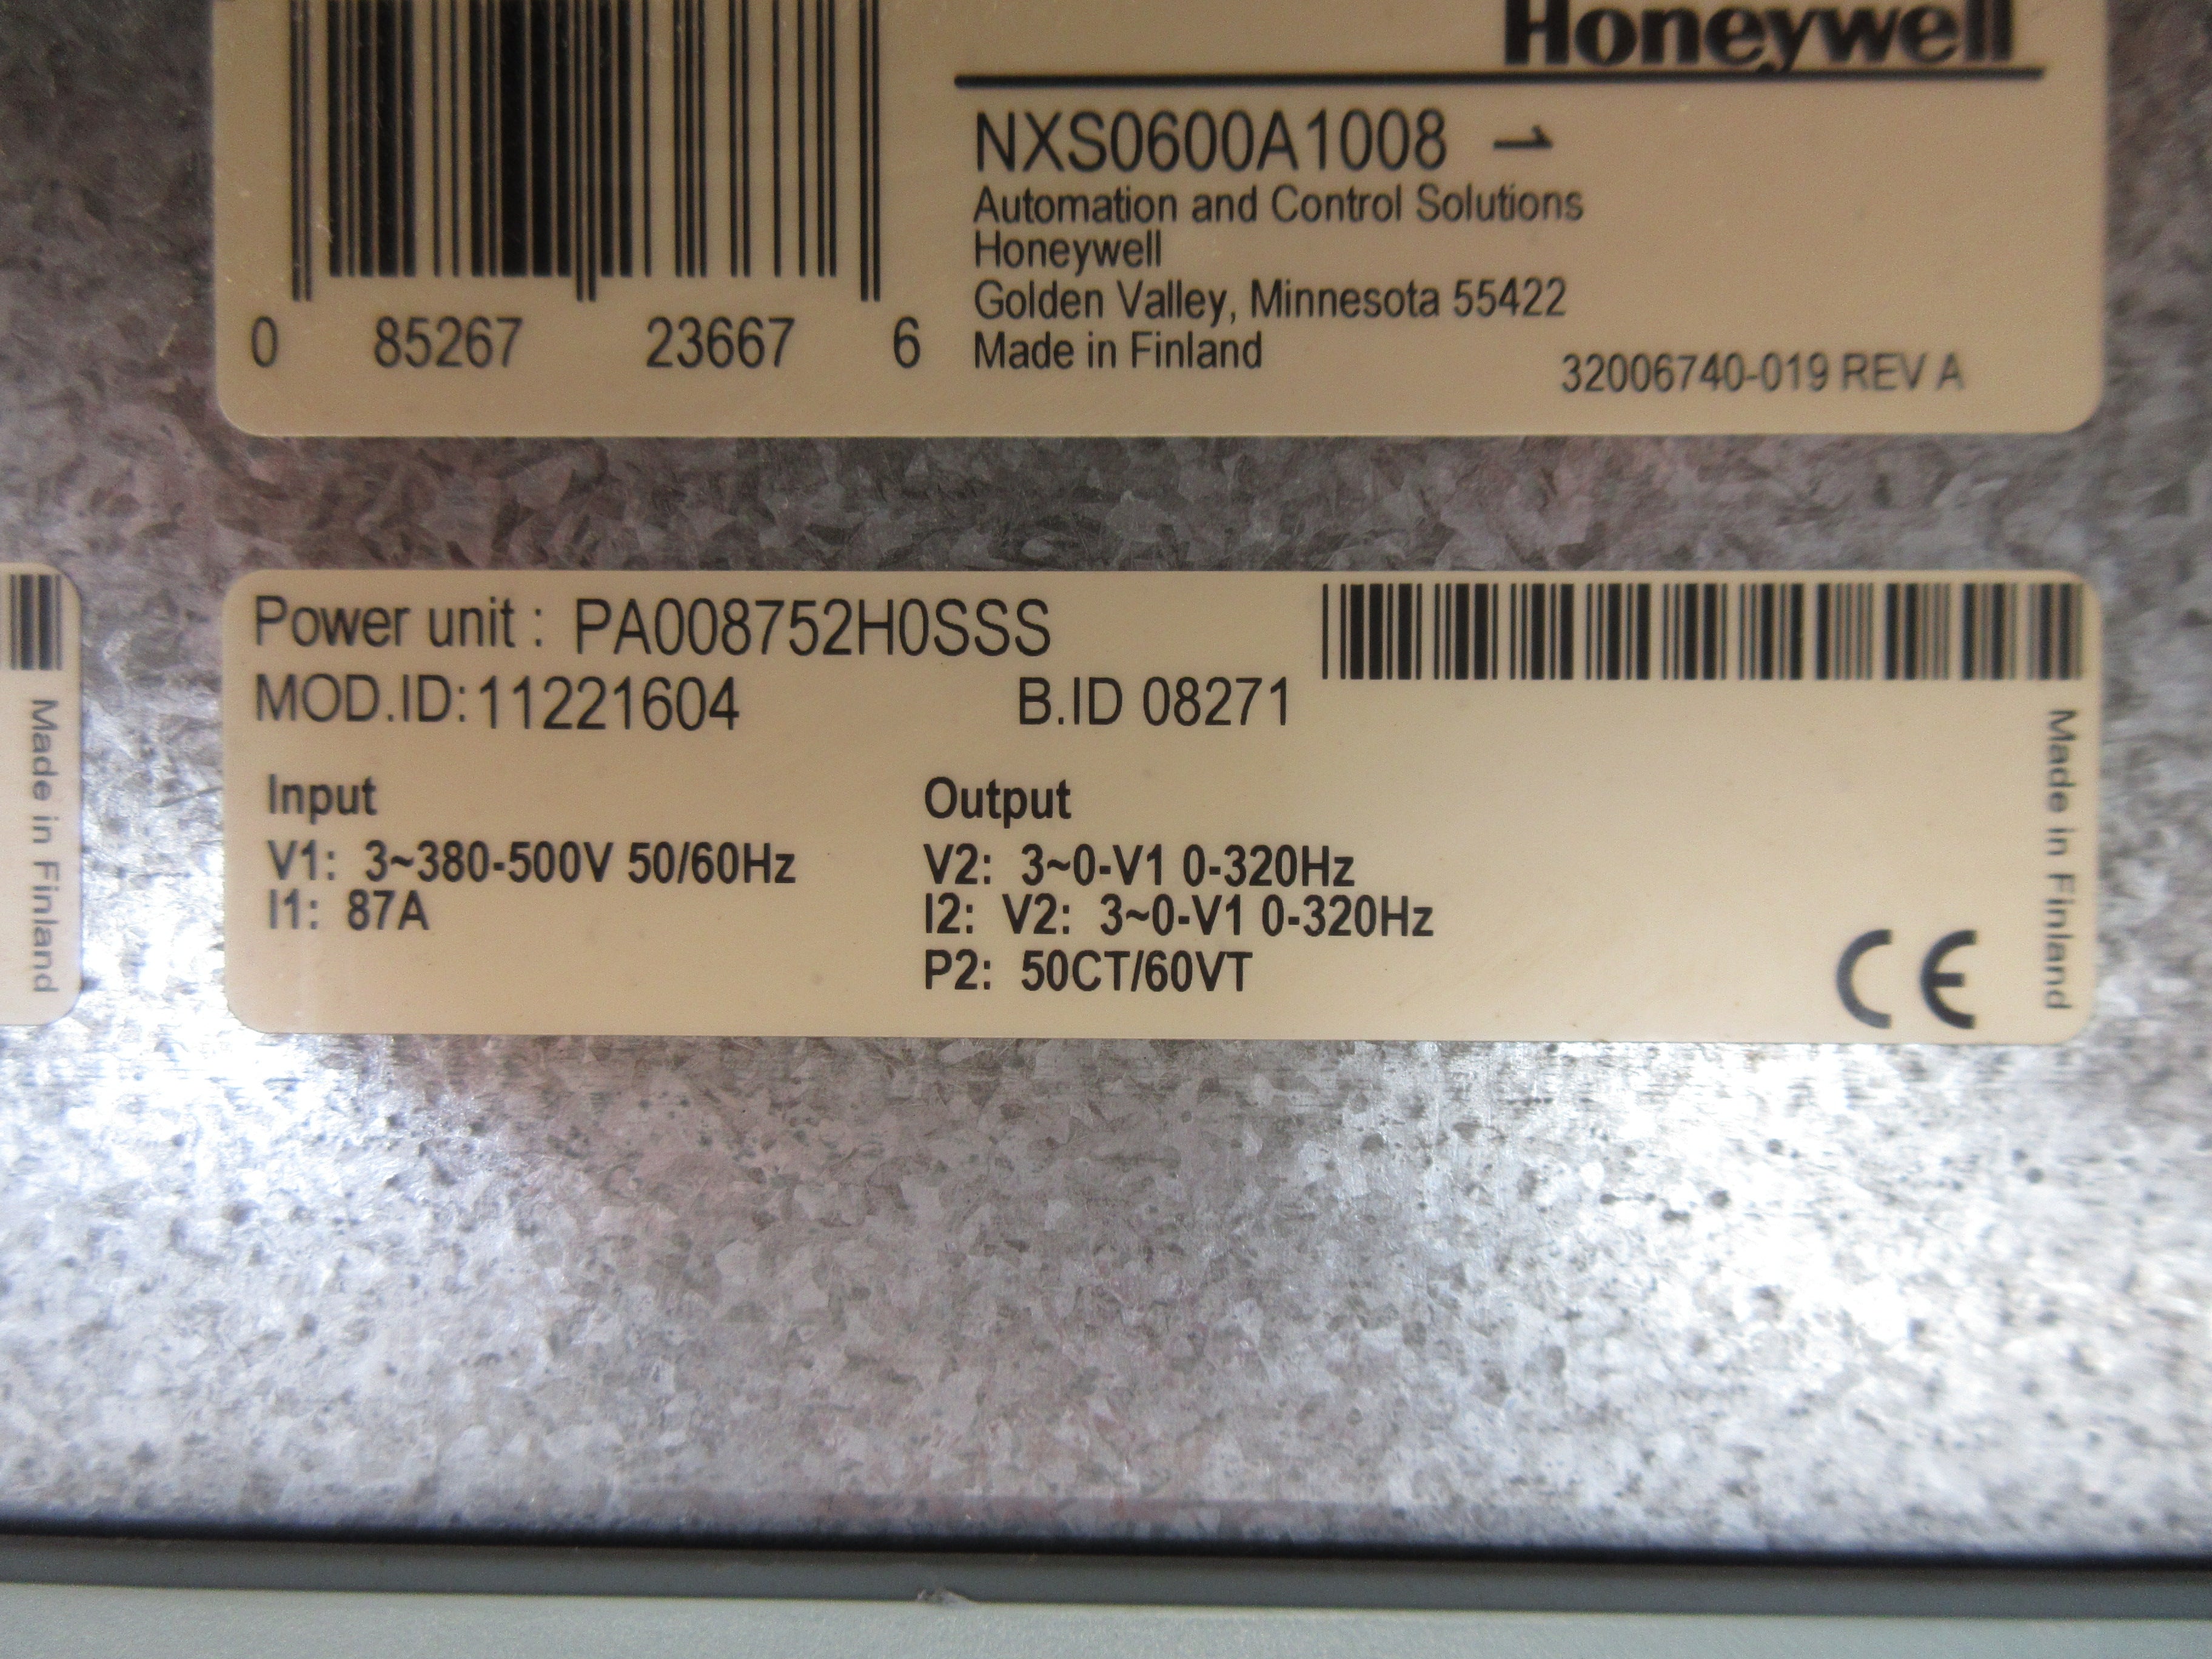 Honeywell
NXS0600A1008 1
Automation and Control Solutions
Honeywell
Golden Valley, Minnesota 55422
Made in Finland
32006740-019 REV A
0 85267 23667 6
Power unit : PA008752H0SSS
MOD.ID: 11221604 B.ID 08271
Input
V1: 3~380-500V 50/60Hz
I1: 87A
Output
V2: 3~0-V1 0-320Hz
I2: V2: 3~0-V1 0-320Hz
P2: 50CT/60VT
CE
Made in Finland
Made in Finland